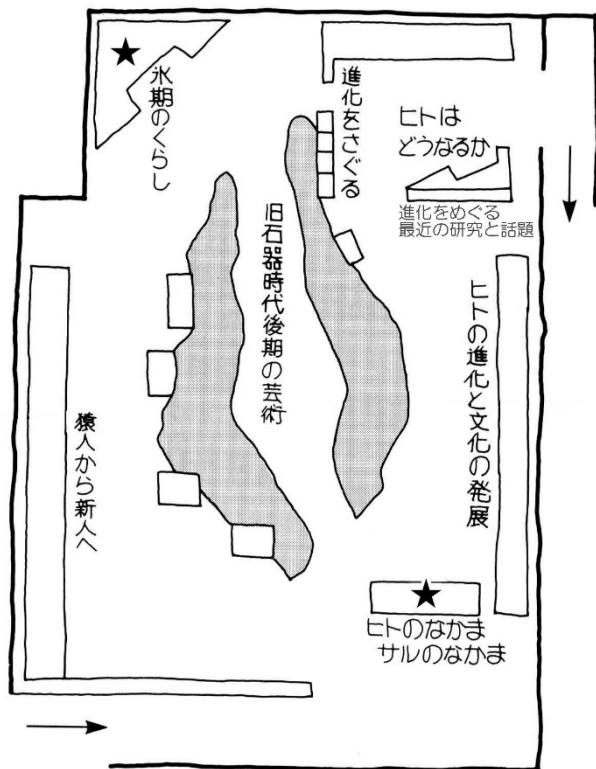 氷期のくらし
進化をさぐる
ヒトは
どうなるか
進化をめぐる
最近の研究と話題
旧石器時代後期の芸術
ヒトの進化と文化の発展
猿人から新人へ
ヒトのなかま
サルのなかま